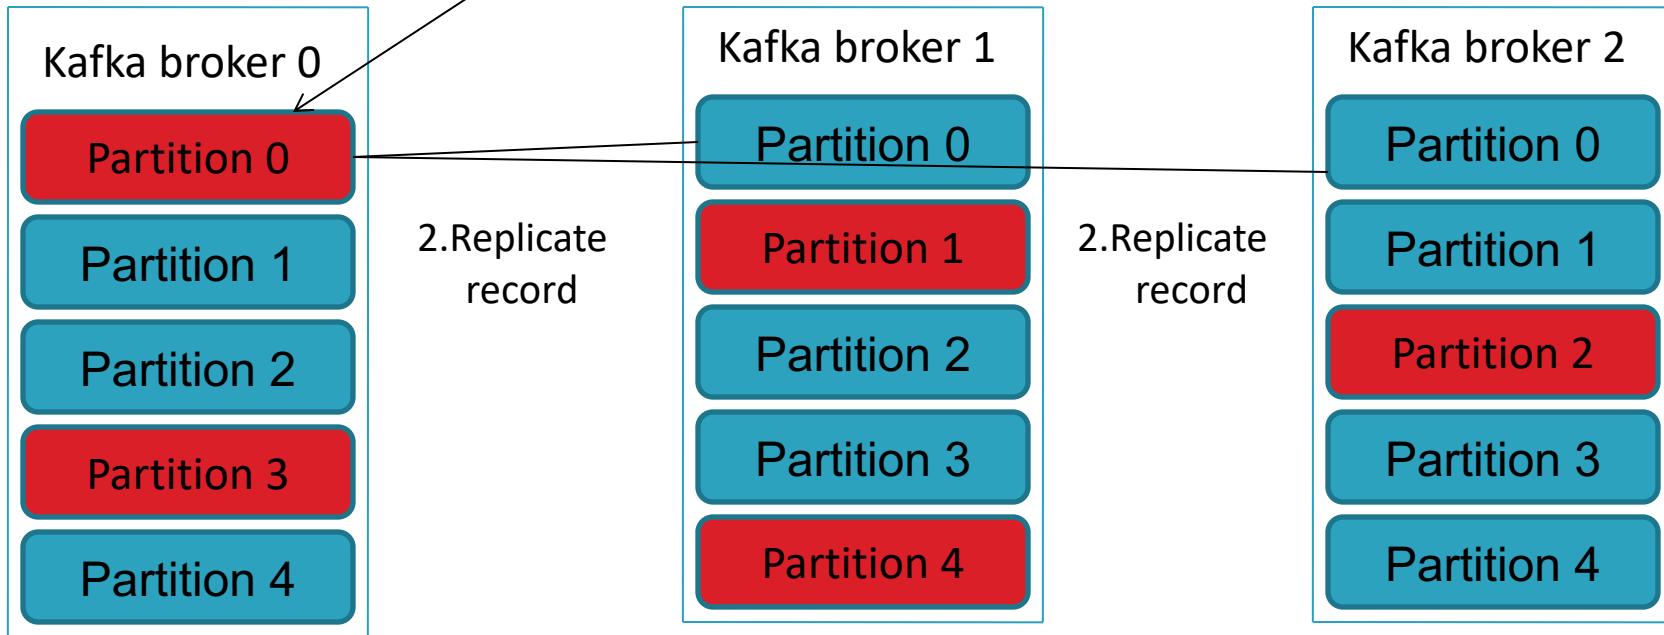 Kafka broker 0
Partition 0
Partition 1
Partition 2
Partition 3
Partition 4
2.Replicate
record
Kafka broker 1
Partition 0
Partition 1
Partition 2
Partition 3
Partition 4
2.Replicate
record
Kafka broker 2
Partition 0
Partition 1
Partition 2
Partition 3
Partition 4